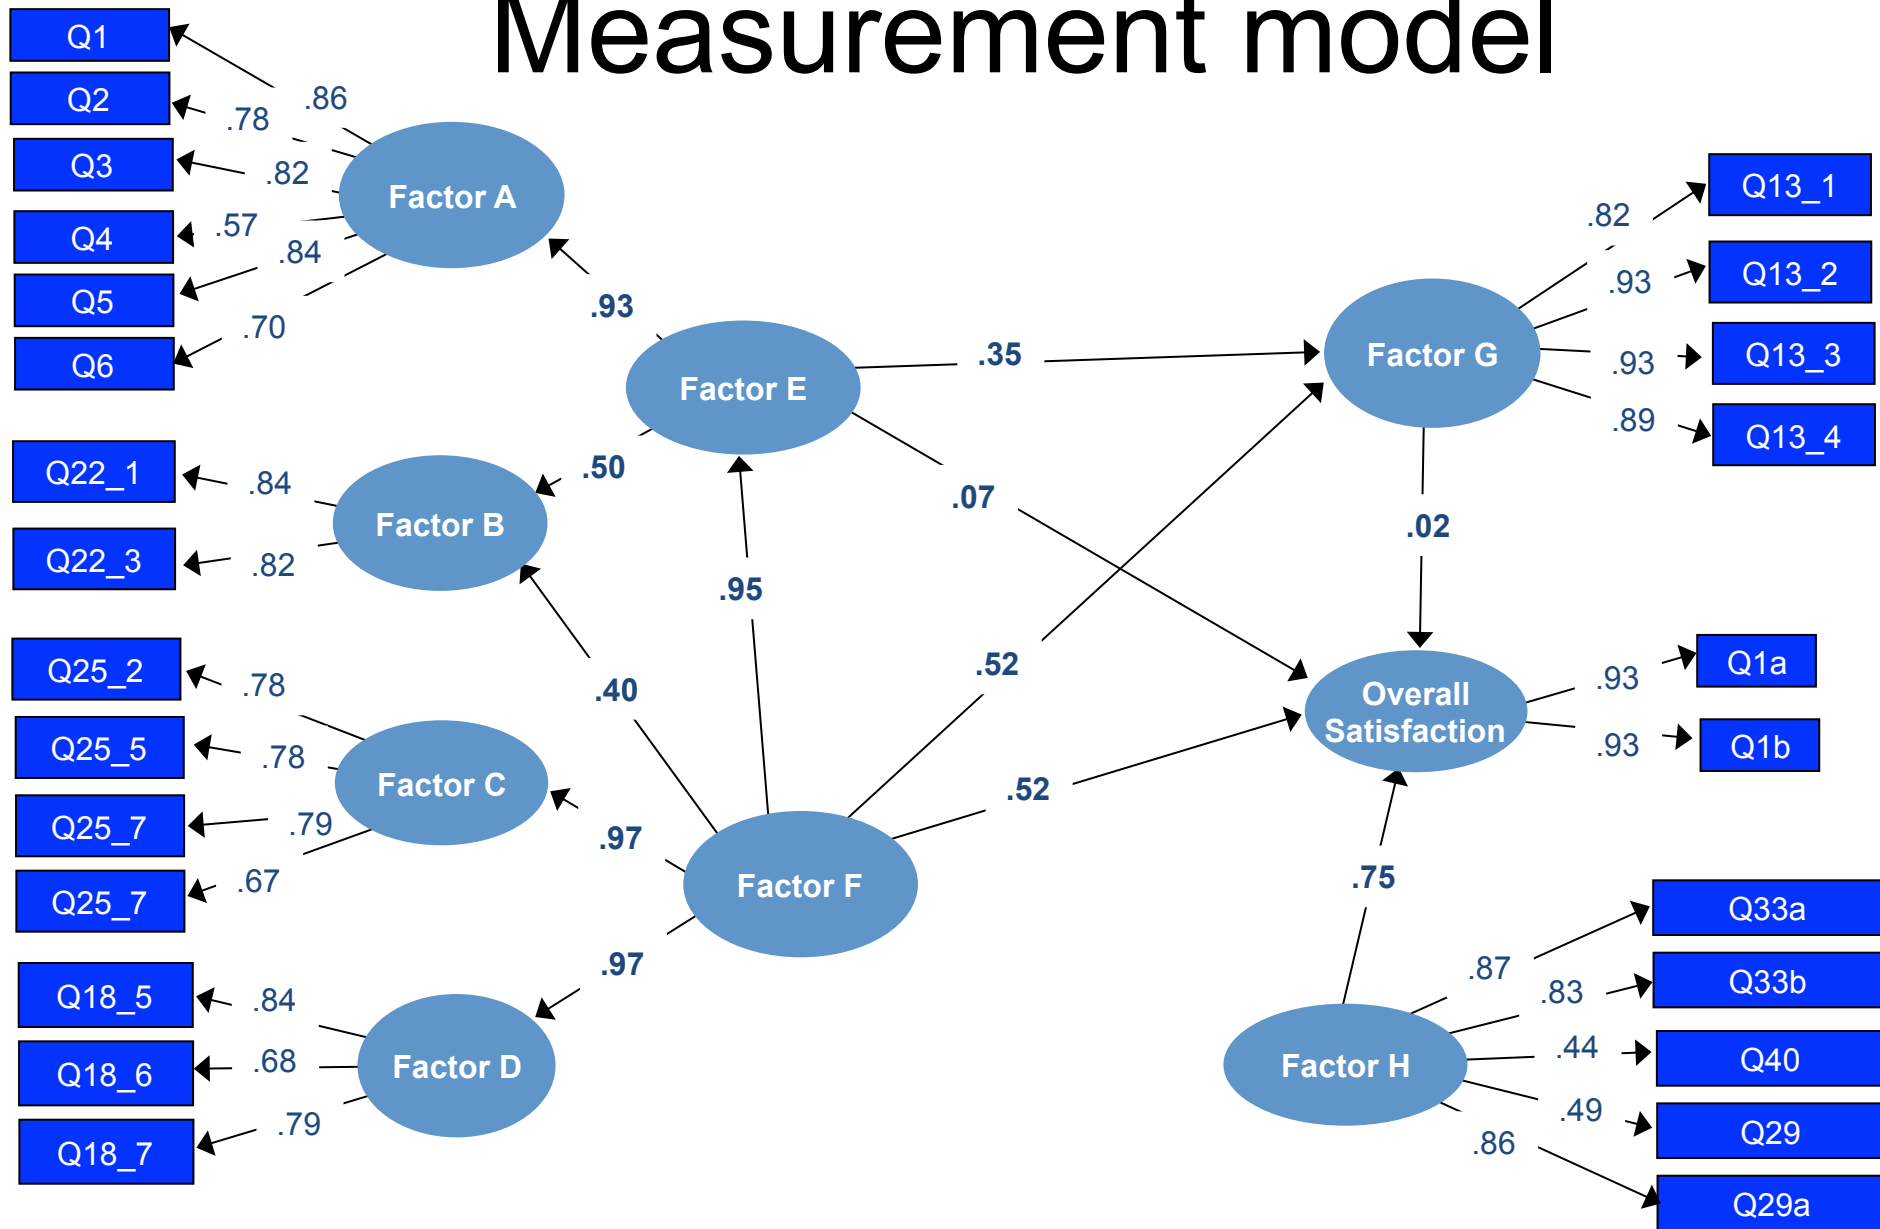 Measurement model
Q1
Q2
Q3
Q4
Q5
Q6
.86
.78
.82
.57
.84
.70
Factor A
Q22_1
Q22_3
.84
.82
Factor B
Q25_2
Q25_5
Q25_7
Q25_7
.78
.78
.79
.67
Factor C
Q18_5
Q18_6
Q18_7
.84
.68
.79
Factor D
.93
.50
Factor E
.95
.40
.97
.97
Factor F
.35
.07
.52
.52
Factor G
.02
.82
.93
.93
.89
Q13_1
Q13_2
Q13_3
Q13_4
Overall
Satisfaction
.93
.93
Q1a
Q1b
.75
Factor H
.87
.83
.44
.49
.86
Q33a
Q33b
Q40
Q29
Q29a